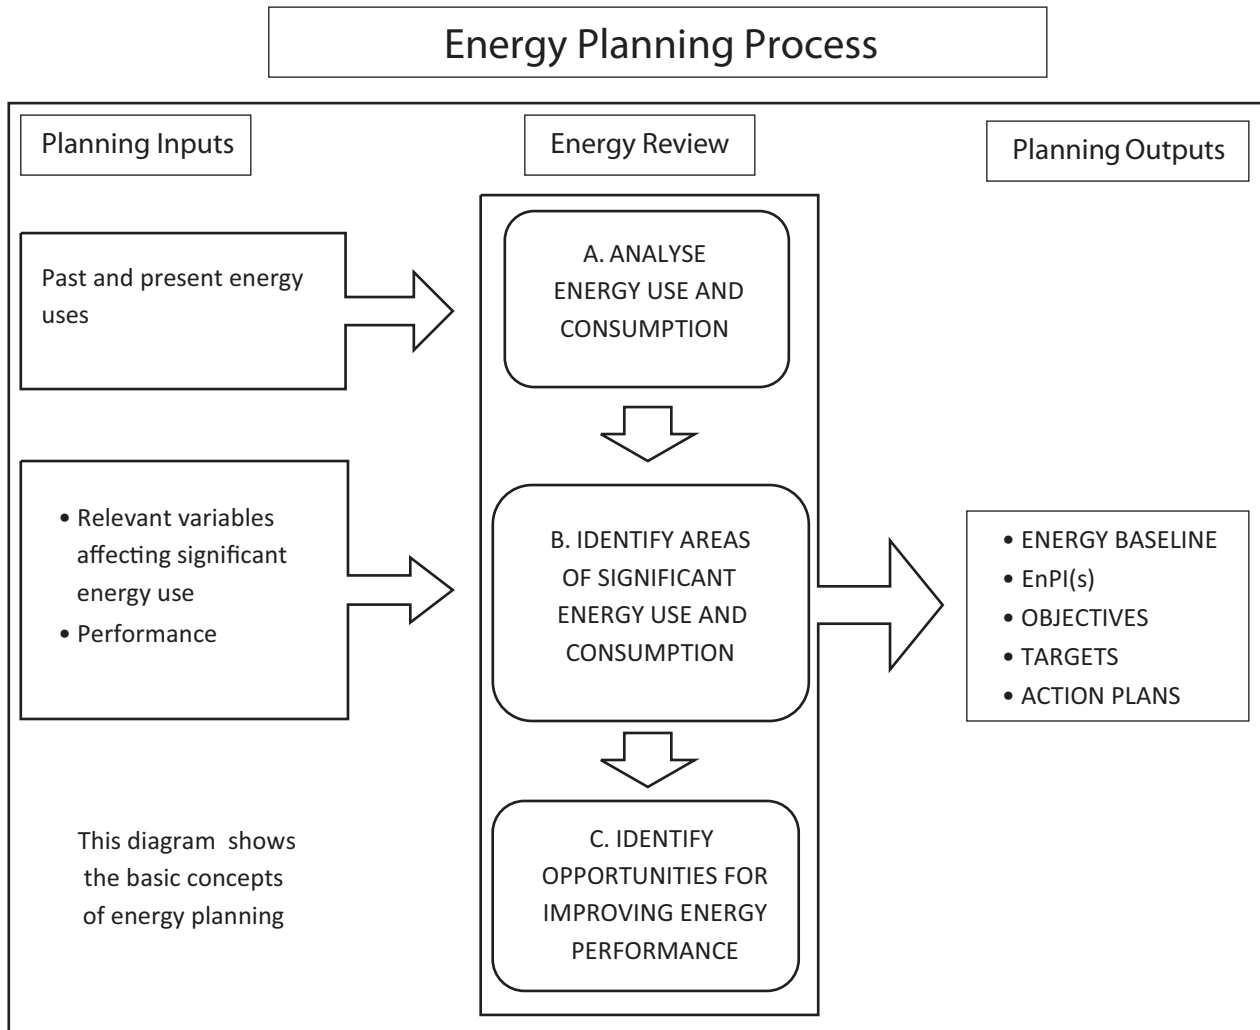 Energy Planning Process
Planning Inputs
Energy Review
Planning Outputs
Past and present energy
uses
• Relevant variables
affecting significant
energy use
• Performance
This diagram shows
the basic concepts
of energy planning
A. ANALYSE
ENERGY USE AND
CONSUMPTION
B. IDENTIFY AREAS
OF SIGNIFICANT
ENERGY USE AND
CONSUMPTION
C. IDENTIFY
OPPORTUNITIES FOR
IMPROVING ENERGY
PERFORMANCE
• ENERGY BASELINE
• EnPI(s)
• OBJECTIVES
• TARGETS
• ACTION PLANS